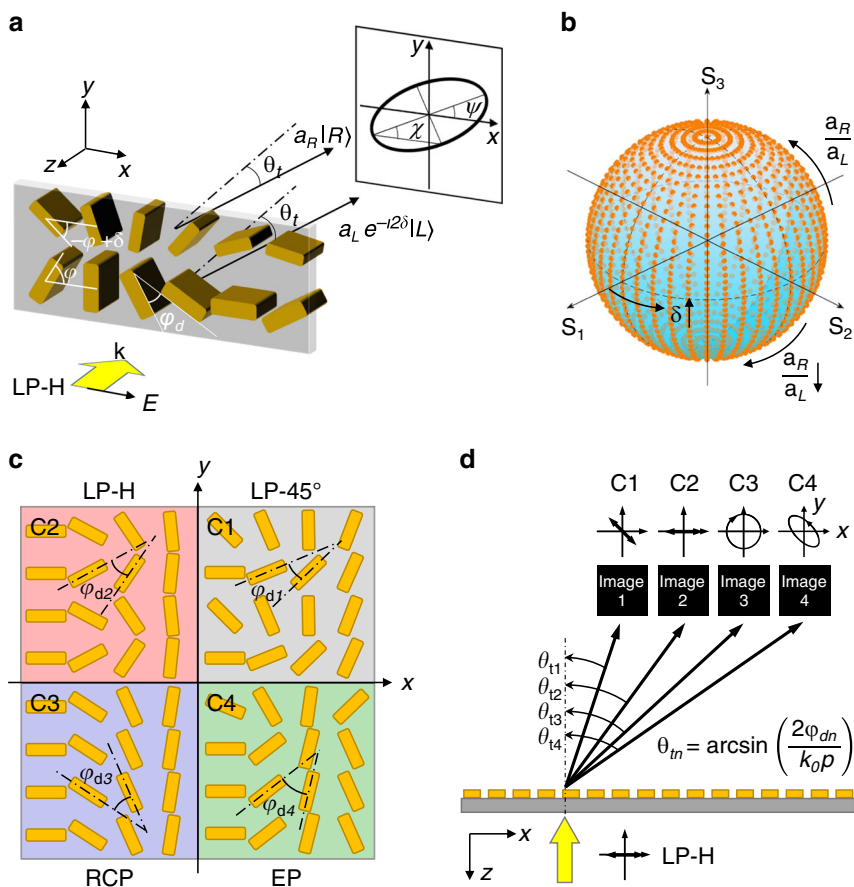 a
y
x
z
−φ+δ
φ
φd
θt
θt
aR|R⟩
aL e−ı2δ|L⟩
y
ψ
χ
x
k
LP-H
E
b
S3
aR
aL
S1
δ
S2
aR
aL
c
y
LP-H
LP-45°
C2
C1
φd2
φd1
x
C3
C4
φd3
φd4
RCP
EP
d
C1 C2 C3 C4
y
x
Image 1
Image 2
Image 3
Image 4
θt1
θt2
θt3
θt4
θtn = arcsin (2φdn / k0p)
x
z
LP-H